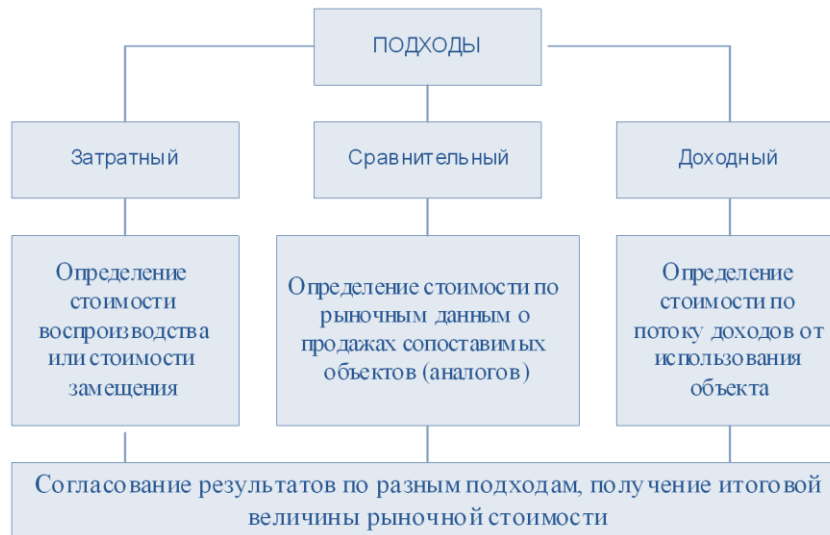 ПОДХОДЫ
Затратный
Сравнительный
Доходный
Определение
стоимости
воспроизводства
или стоимости
замещения
Определение стоимости по
рыночным данным о
продажах сопоставимых
объектов (аналогов)
Определение
стоимости по
потоку доходов от
использования
объекта
Согласование результатов по разным подходам, получение итоговой
величины рыночной стоимости